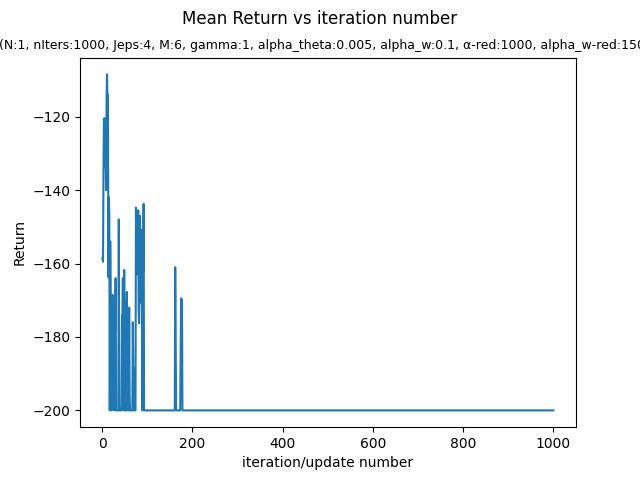 Mean Return vs iteration number
(N:1, nIters:1000, Jeps:4, M:6, gamma:1, alpha_theta:0.005, alpha_w:0.1, α-red:1000, alpha_w-red:150
−120
−140
−160
−180
−200
Return
0 200 400 600 800 1000
iteration/update number